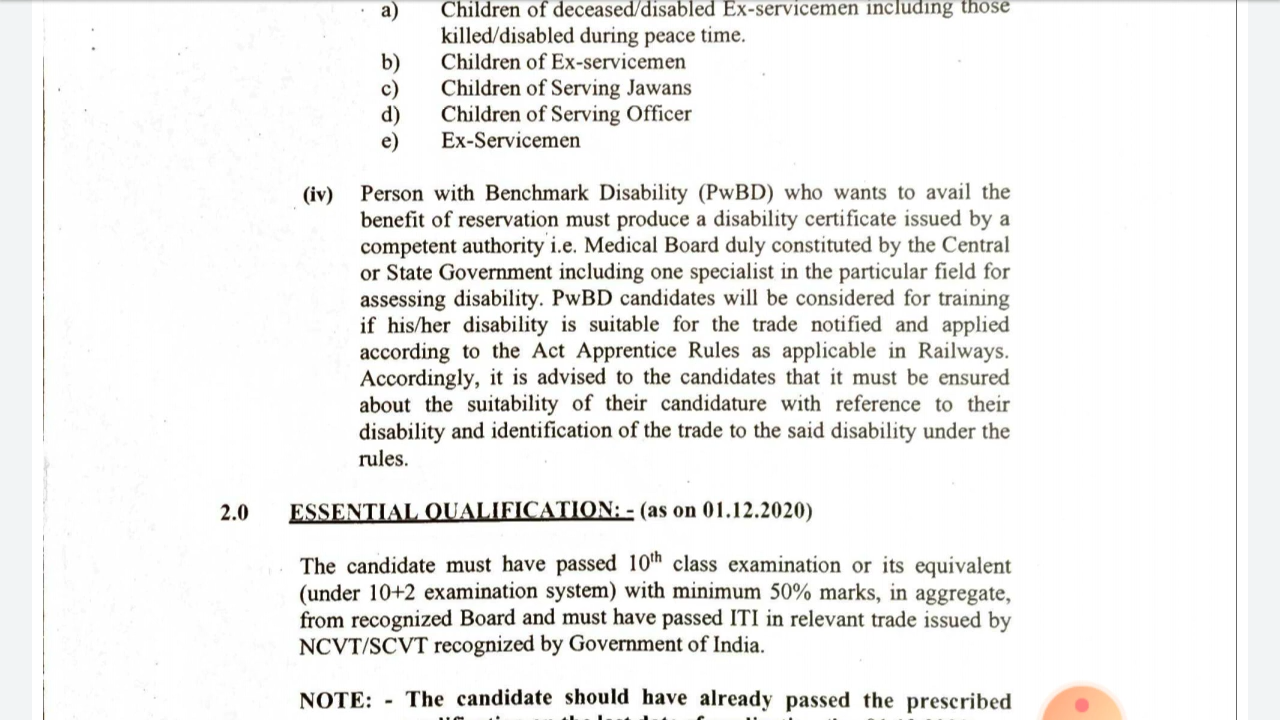 a) Children of deceased/disabled Ex-servicemen including those
killed/disabled during peace time.
b) Children of Ex-servicemen
c) Children of Serving Jawans
d) Children of Serving Officer
e) Ex-Servicemen
(iv) Person with Benchmark Disability (PwBD) who wants to avail the
benefit of reservation must produce a disability certificate issued by a
competent authority i.e. Medical Board duly constituted by the Central
or State Government including one specialist in the particular field for
assessing disability. PwBD candidates will be considered for training
if his/her disability is suitable for the trade notified and applied
according to the Act Apprentice Rules as applicable in Railways.
Accordingly, it is advised to the candidates that it must be ensured
about the suitability of their candidature with reference to their
disability and identification of the trade to the said disability under the
rules.
2.0 ESSENTIAL QUALIFICATION: - (as on 01.12.2020)
The candidate must have passed 10th class examination or its equivalent
(under 10+2 examination system) with minimum 50% marks, in aggregate,
from recognized Board and must have passed ITI in relevant trade issued by
NCVT/SCVT recognized by Government of India.
NOTE: - The candidate should have already passed the prescribed